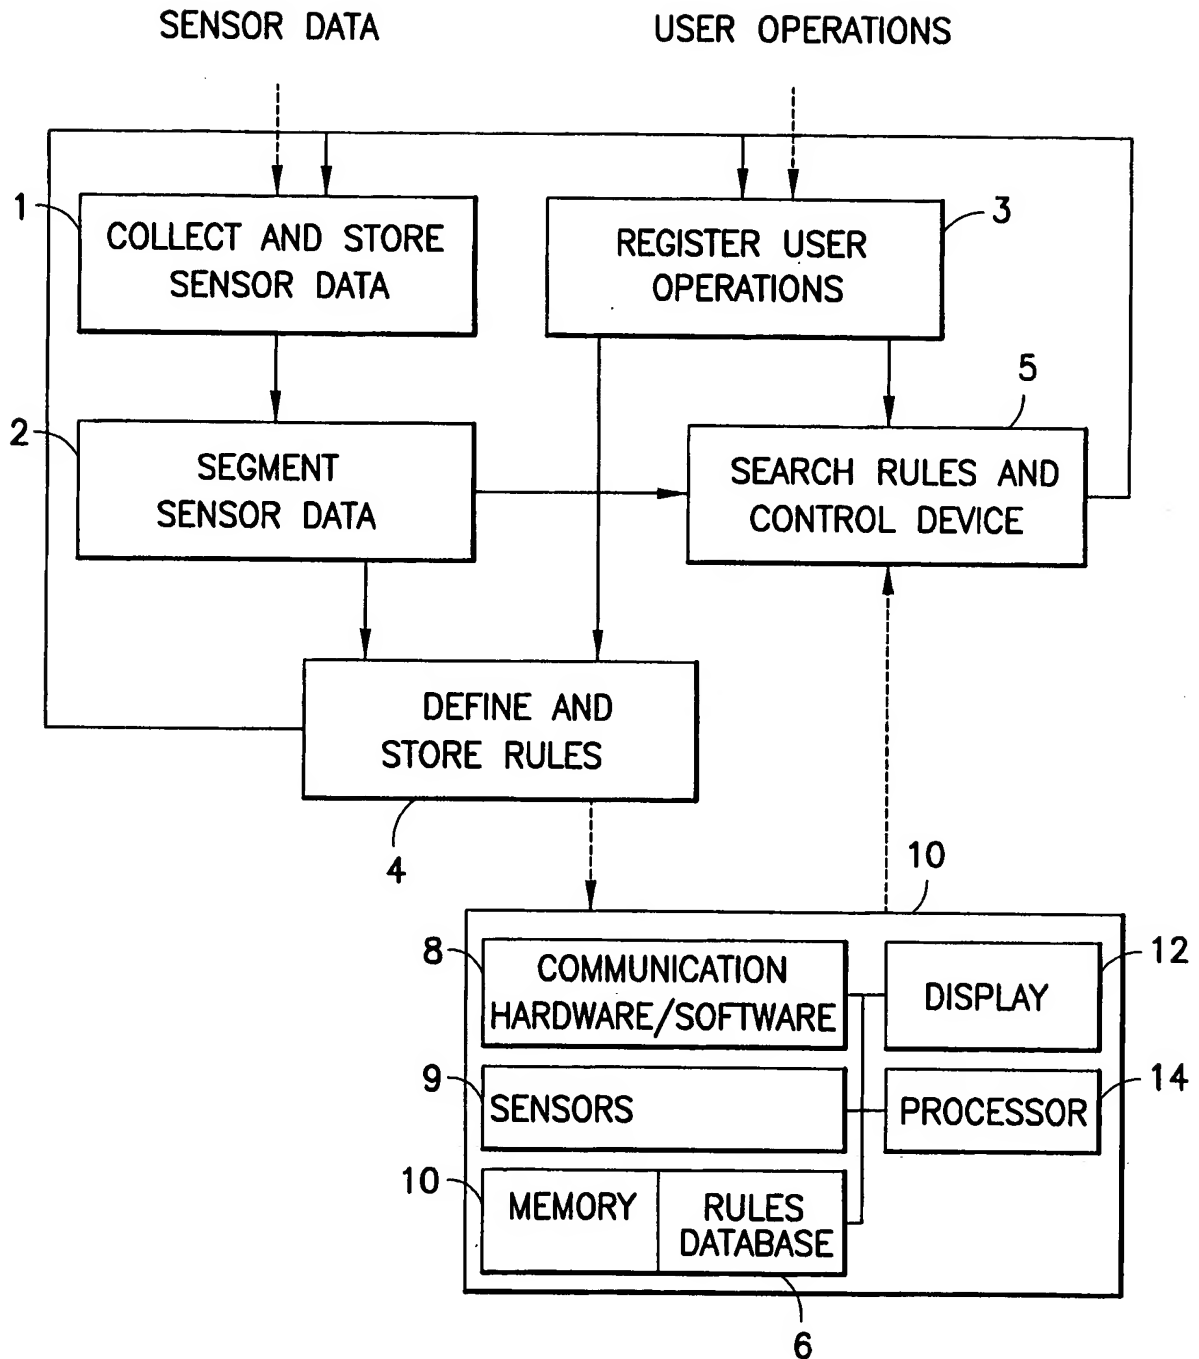 SENSOR DATA
USER OPERATIONS
1
COLLECT AND STORE
SENSOR DATA
3
REGISTER USER
OPERATIONS
2
SEGMENT
SENSOR DATA
5
SEARCH RULES AND
CONTROL DEVICE
DEFINE AND
STORE RULES
4
10
8
COMMUNICATION
HARDWARE/SOFTWARE
12
DISPLAY
9
SENSORS
14
PROCESSOR
10
MEMORY
RULES
DATABASE
6